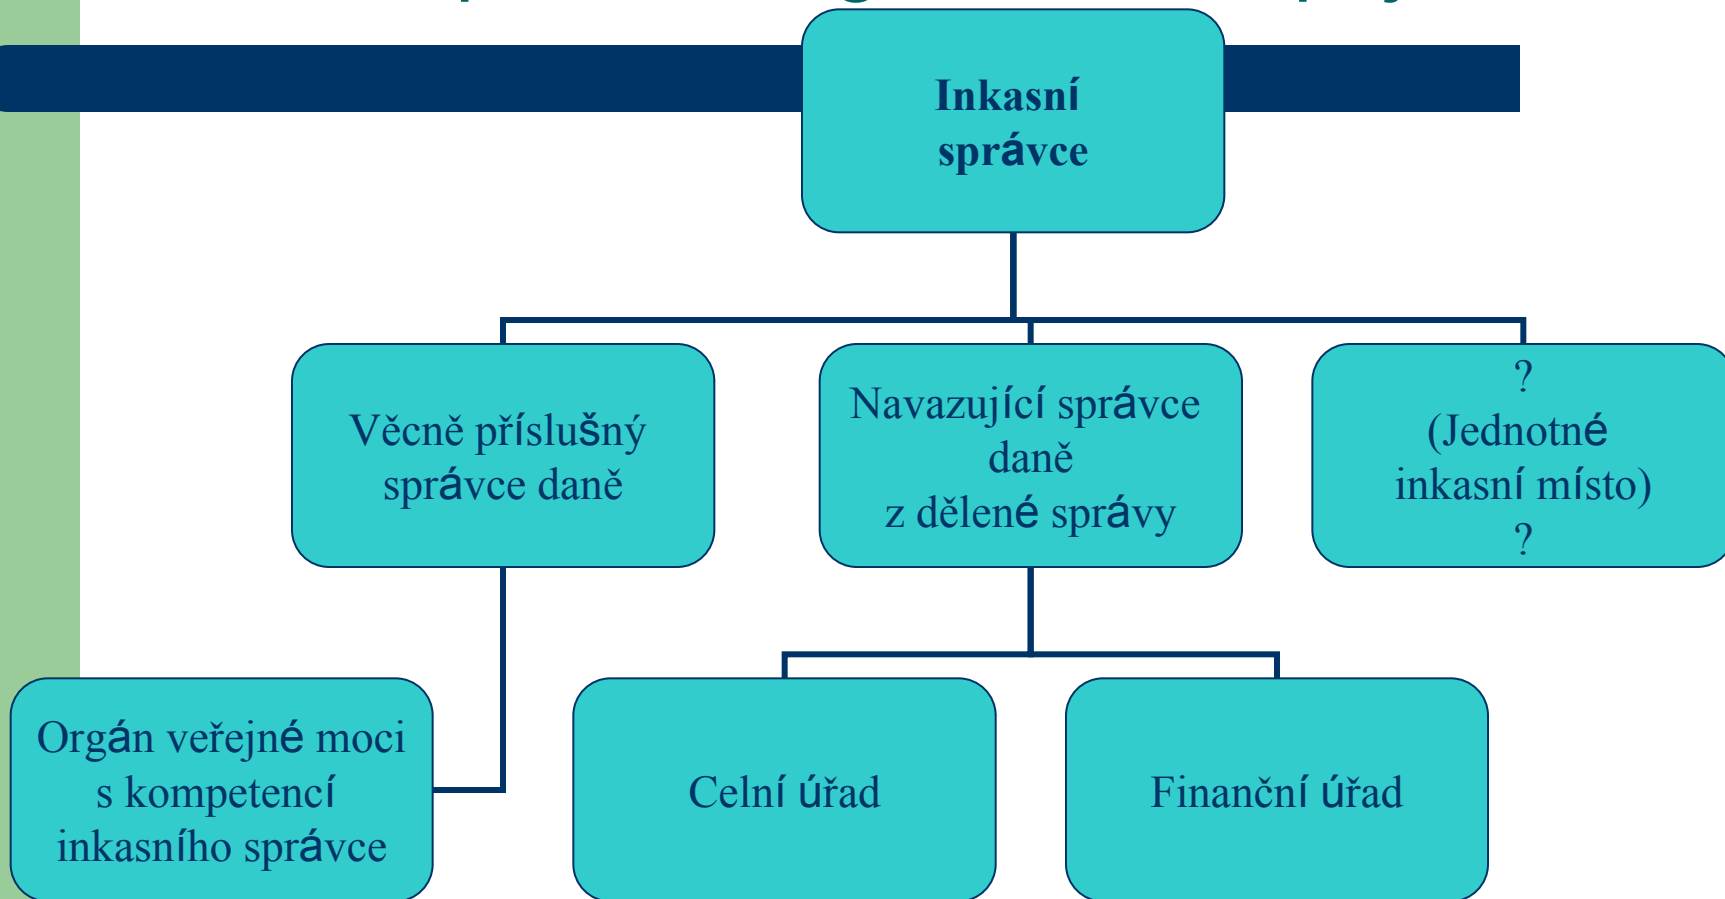 Inkasní
správce
Věcně příslušný
správce daně
Navazující správce
daně
z dělené správy
?
(Jednotné
inkasní místo)
?
Orgán veřejné moci
s kompetencí
inkasního správce
Celní úřad
Finanční úřad